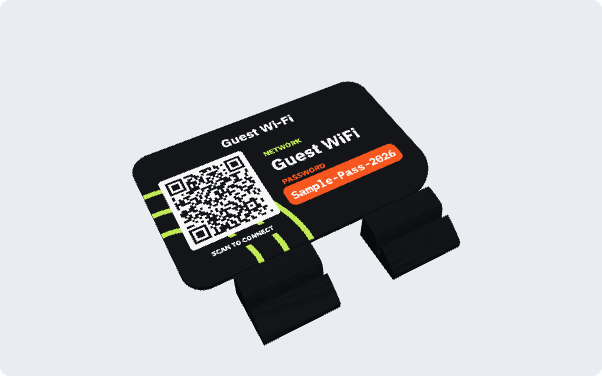 Guest Wi-Fi
NETWORK
Guest WiFi
PASSWORD
Sample-Pass-2026
SCAN TO CONNECT